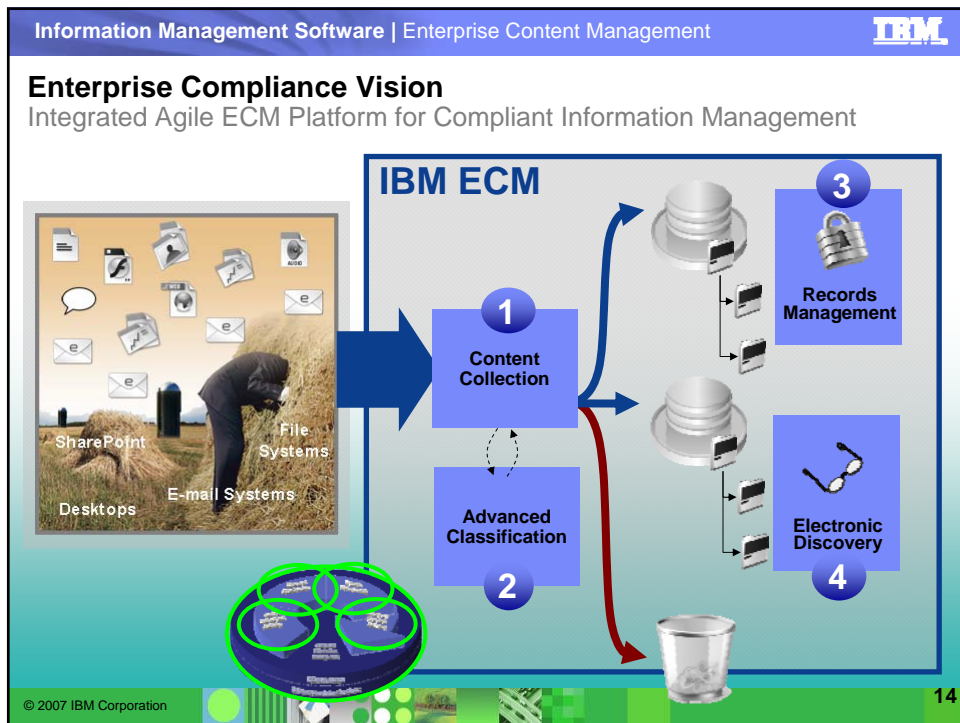 Information Management Software | Enterprise Content Management
IBM
Enterprise Compliance Vision
Integrated Agile ECM Platform for Compliant Information Management
IBM ECM
AUDIO
WEB
e
e
e
e
SharePoint
File
Systems
E-mail Systems
Desktops
1
Content
Collection
Advanced
Classification
2
3
Records
Management
Electronic
Discovery
4
© 2007 IBM Corporation
14